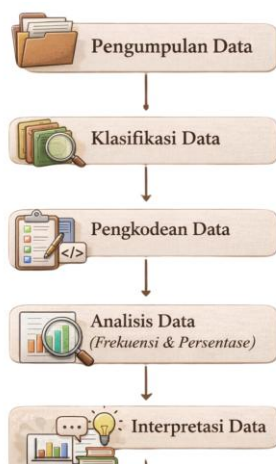 Pengumpulan Data
Klasifikasi Data
Pengkodean Data
</>
Analisis Data
(Frekuensi & Persentase)
Interpretasi Data